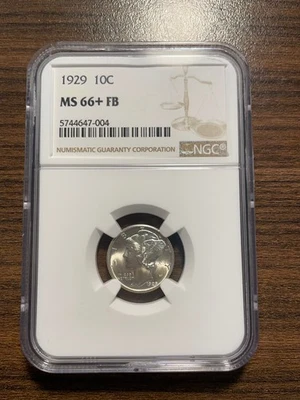 1929 10C
MS 66+ FB
5744647-004
NUMISMATIC GUARANTY CORPORATION
NGC